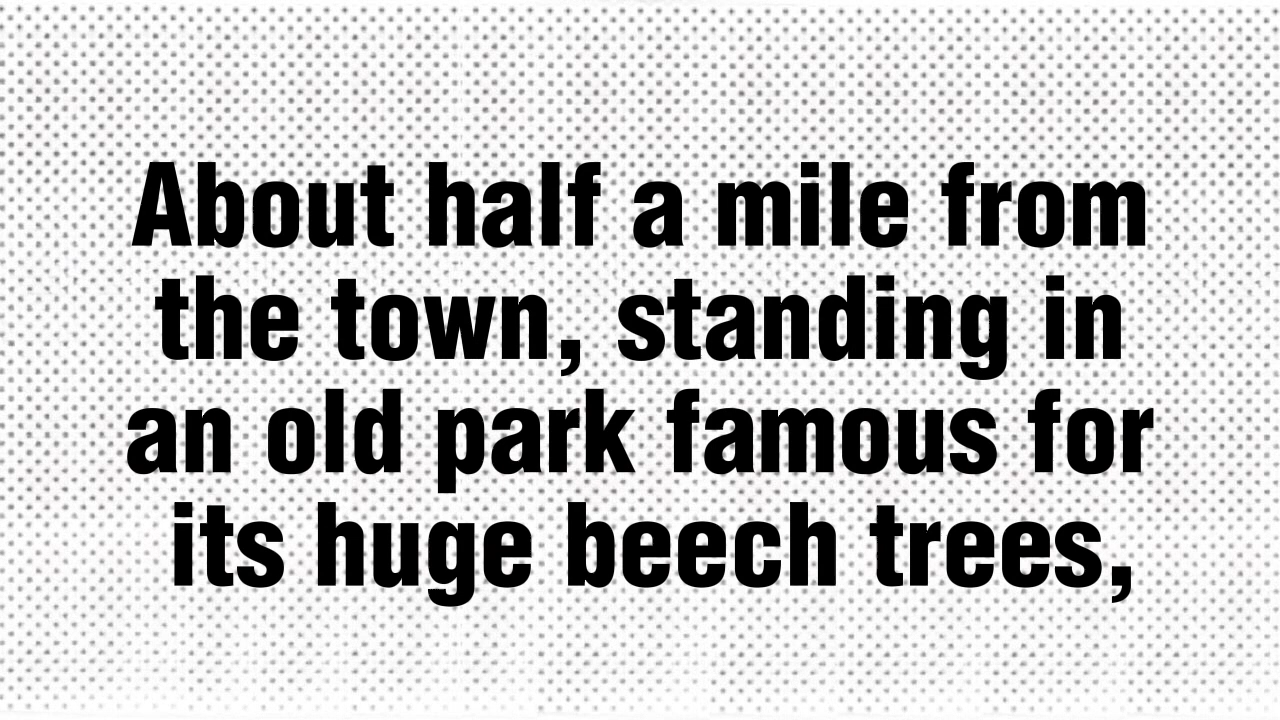 About half a mile from
the town, standing in
an old park famous for
its huge beech trees,